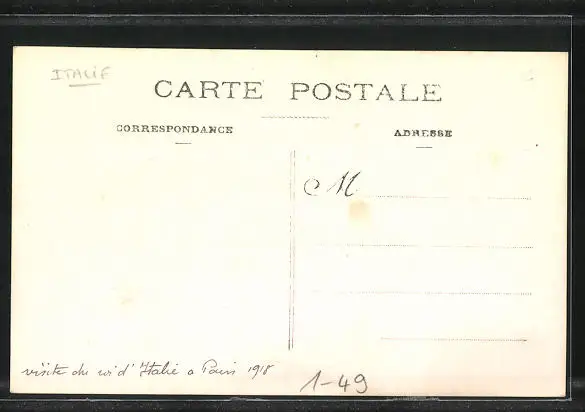 ITALIE
CARTE POSTALE
CORRESPONDANCE
ADRESSE
M
visite du roi d'Italie a Paris 1918
1-49